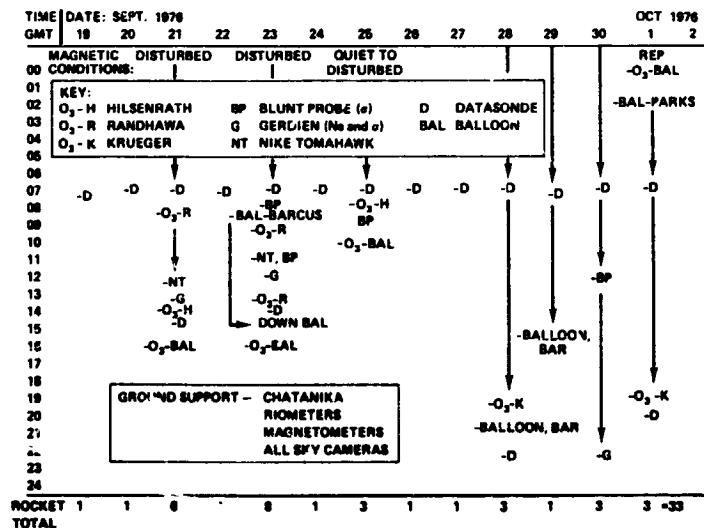 TIME DATE: SEPT. 1976 OCT 1976
GMT 19 20 21 22 23 24 25 26 27 28 29 30 1 2
MAGNETIC DISTURBED DISTURBED QUIET TO REP
00 CONDITIONS: DISTURBED -O₃-BAL
01 KEY:
02 O₃-H HILSENRATH BP BLUNT PROBE (σ) D DATASONDE -BAL-PARKS
03 O₃-R RANDHAWA G GERDIEN (Ne and σ) BAL BALLOON
04 O₃-K KRUEGER NT NIKE TOMAHAWK
05
06
07 -D -D -D -D -D -D -D -D -D -D -D -D -D
08 -O₃-R -BP -O₃-H
-BAL-BARCUS BP
09 -O₃-R
10 -O₃-BAL
11 -NT, BP
12 -NT -G -BP
13 -G -O₃-R
14 -O₃-H -D
15 -D DOWN BAL -BALLOON,
16 -O₃-BAL -O₃-BAL BAR
17
18
19 GROUND SUPPORT – CHATANIKA -O₃-K -O₃-K
20 RIOMETERS -D
21 MAGNETOMETERS -BALLOON, BAR
22 ALL SKY CAMERAS -D -G
23
24
ROCKET 1 1 6 8 1 3 1 1 3 1 3 3 =33
TOTAL